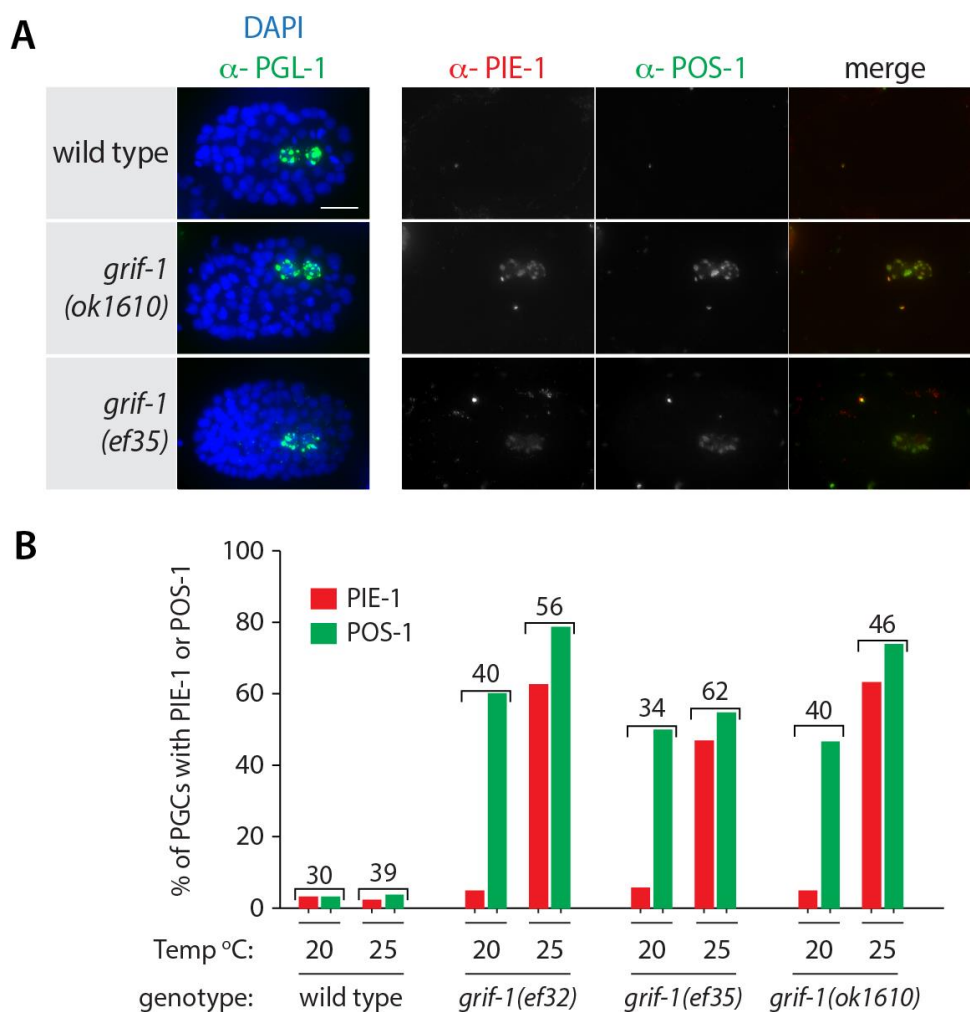 A
DAPI
α- PGL-1
α- PIE-1
α- POS-1
merge
wild type
grif-1
(ok1610)
grif-1
(ef35)
B
% of PGCs with PIE-1 or POS-1
100
80
60
40
20
0
PIE-1
POS-1
30
39
40
56
34
62
40
46
Temp °C:
20
25
20
25
20
25
20
25
genotype:
wild type
grif-1(ef32)
grif-1(ef35)
grif-1(ok1610)